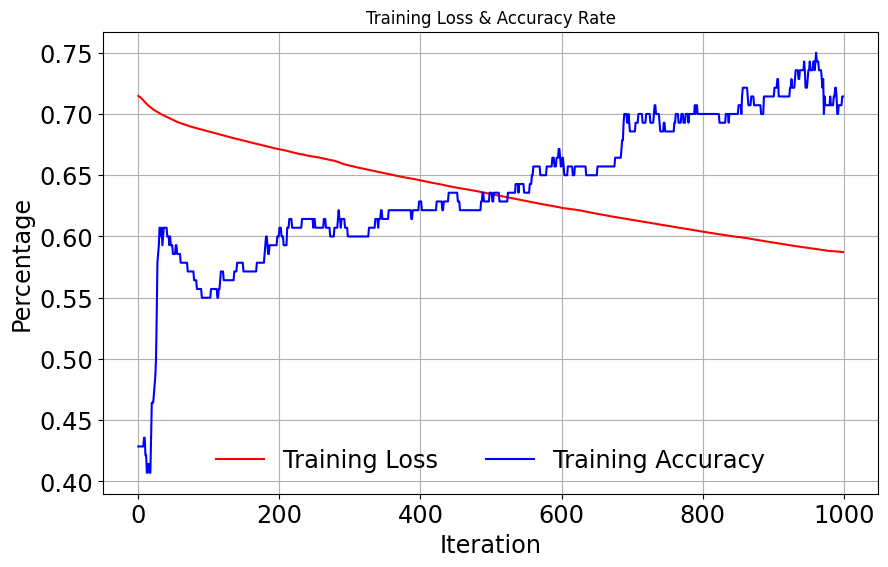 Training Loss & Accuracy Rate
0.75
0.70
0.65
0.60
0.55
0.50
0.45
0.40
Percentage
Training Loss Training Accuracy
0 200 400 600 800 1000
Iteration